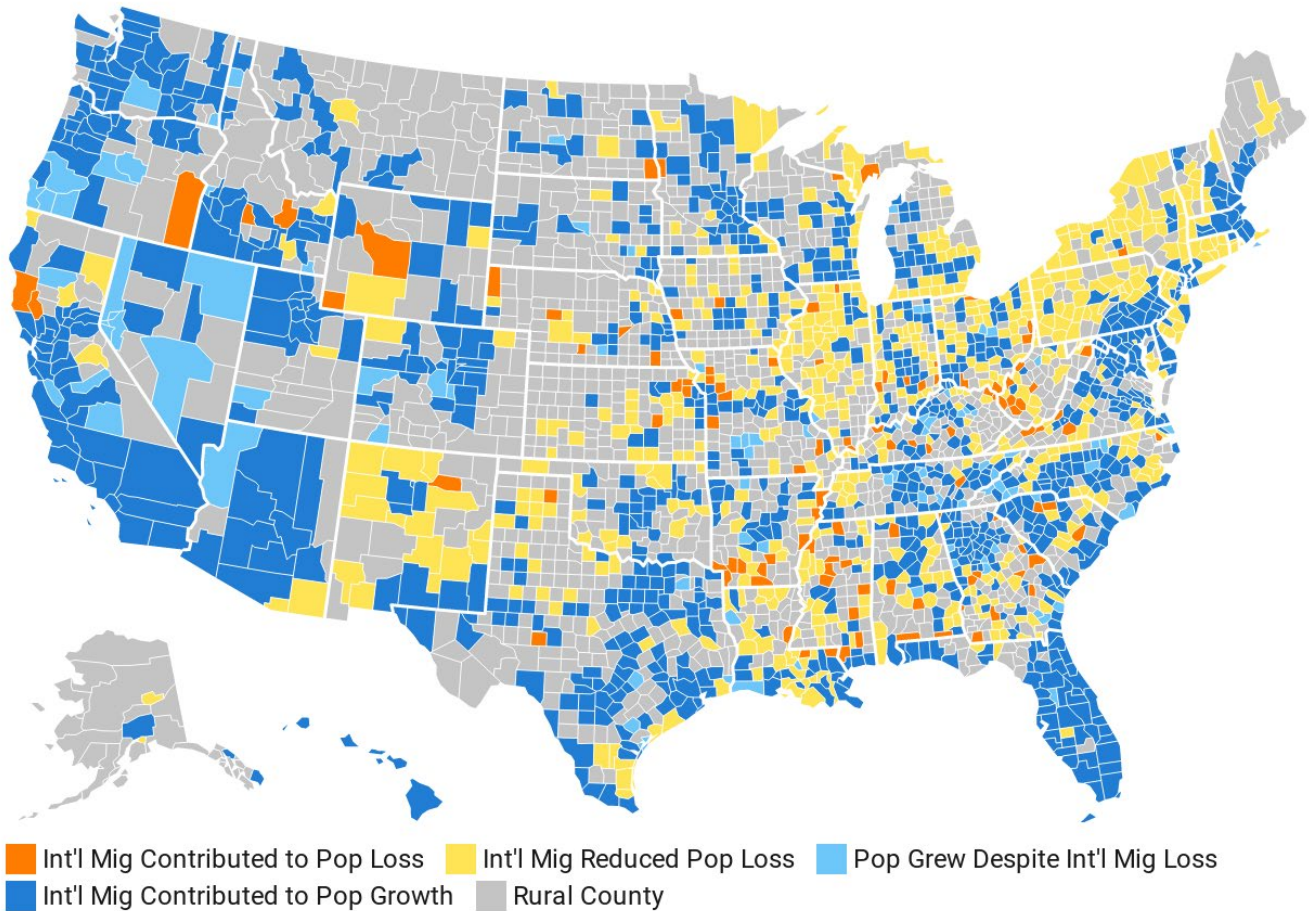 Int'l Mig Contributed to Pop Loss Int'l Mig Reduced Pop Loss Pop Grew Despite Int'l Mig Loss
Int'l Mig Contributed to Pop Growth Rural County